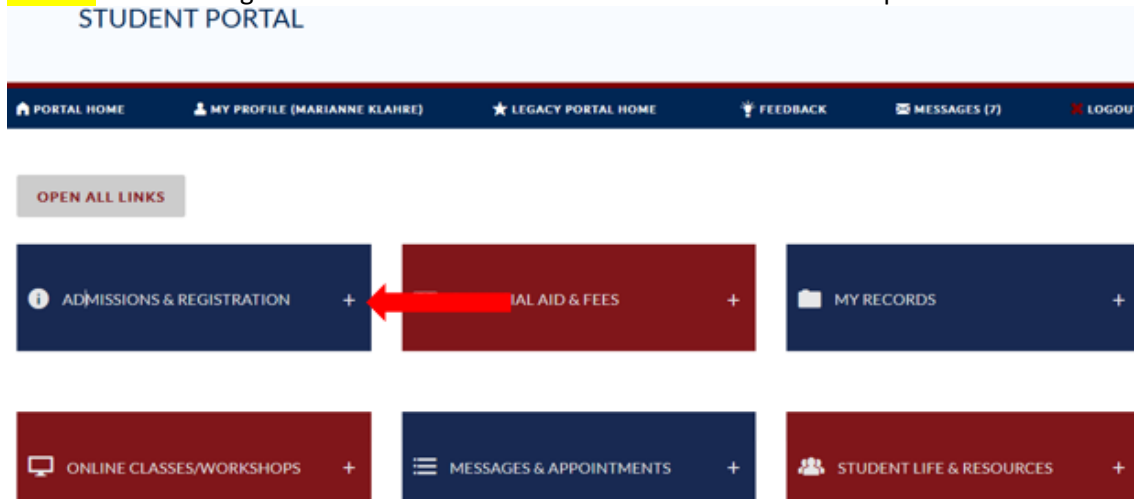 STUDENT PORTAL
PORTAL HOME MY PROFILE (MARIANNE KLAHRE) LEGACY PORTAL HOME FEEDBACK MESSAGES (7) LOGOU
OPEN ALL LINKS
ADMISSIONS & REGISTRATION + IAL AID & FEES + MY RECORDS +
ONLINE CLASSES/WORKSHOPS + MESSAGES & APPOINTMENTS + STUDENT LIFE & RESOURCES +